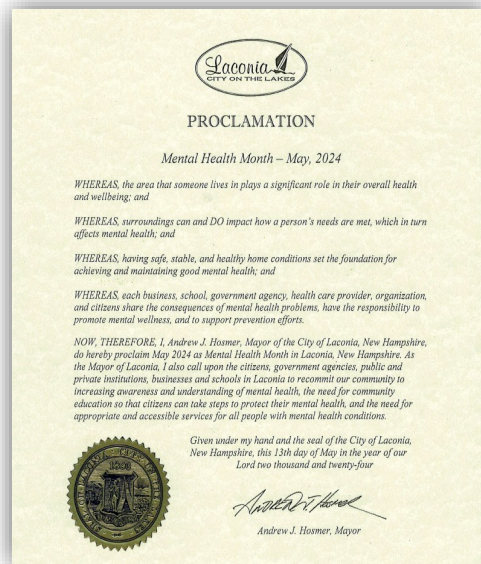 Laconia
CITY ON THE LAKES
PROCLAMATION
Mental Health Month – May, 2024
WHEREAS, the area that someone lives in plays a significant role in their overall health
and wellbeing; and
WHEREAS, surroundings can and DO impact how a person's needs are met, which in turn
affects mental health; and
WHEREAS, having safe, stable, and healthy home conditions set the foundation for
achieving and maintaining good mental health; and
WHEREAS, each business, school, government agency, health care provider, organization,
and citizens share the consequences of mental health problems, have the responsibility to
promote mental wellness, and to support prevention efforts.
NOW, THEREFORE, I, Andrew J. Hosmer, Mayor of the City of Laconia, New Hampshire,
do hereby proclaim May 2024 as Mental Health Month in Laconia, New Hampshire. As
the Mayor of Laconia, I also call upon the citizens, government agencies, public and
private institutions, businesses and schools in Laconia to recommit our community to
increasing awareness and understanding of mental health, the need for community
education so that citizens can take steps to protect their mental health, and the need for
appropriate and accessible services for all people with mental health conditions.
Given under my hand and the seal of the City of Laconia,
New Hampshire, this 13th day of May in the year of our
Lord two thousand and twenty-four
1893
Andrew J. Hosmer
Andrew J. Hosmer, Mayor